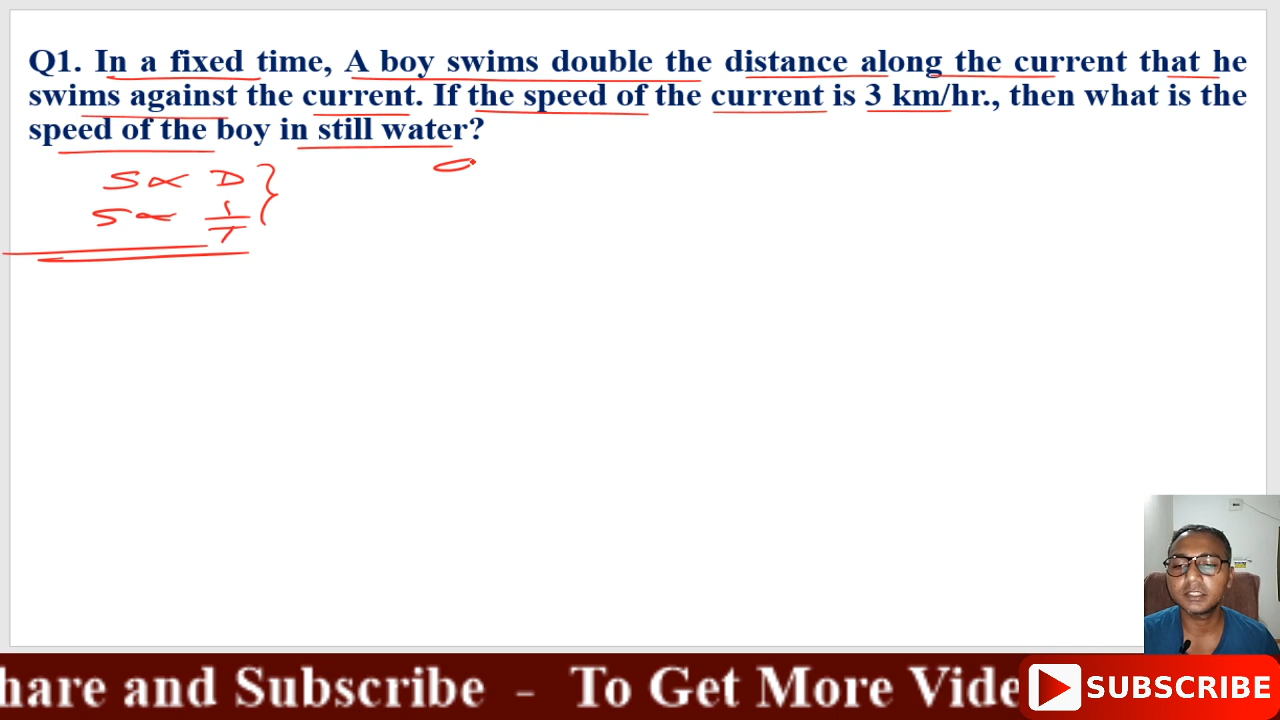 Q1. In a fixed time, A boy swims double the distance along the current that he
swims against the current. If the speed of the current is 3 km/hr., then what is the
speed of the boy in still water?
S ∝ D
S ∝ 1/T
hare and Subscribe - To Get More Vide
SUBSCRIBE